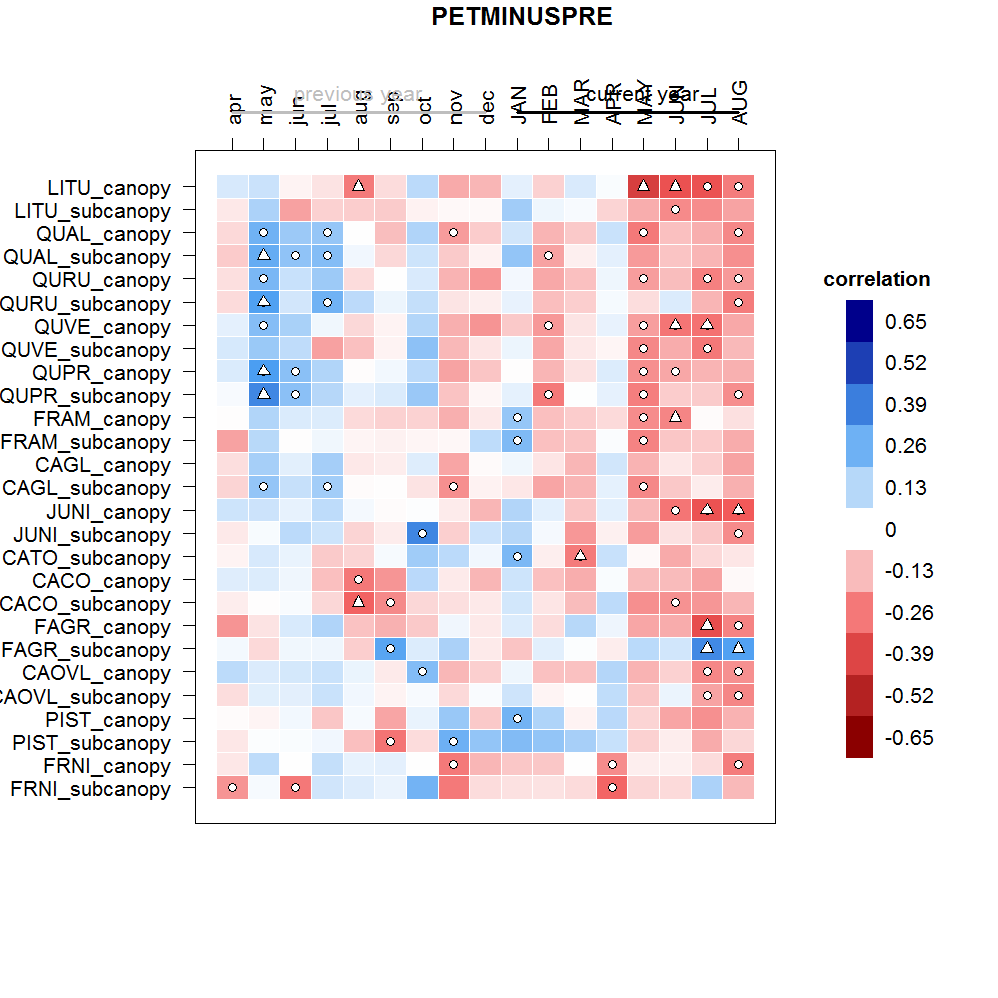 PETMINUSPRE
previous year
current year
apr
may
jun
jul
aug
sep
oct
nov
dec
JAN
FEB
MAR
APR
MAY
JUN
JUL
AUG
LITU_canopy
LITU_subcanopy
QUAL_canopy
QUAL_subcanopy
QURU_canopy
QURU_subcanopy
QUVE_canopy
QUVE_subcanopy
QUPR_canopy
QUPR_subcanopy
FRAM_canopy
FRAM_subcanopy
CAGL_canopy
CAGL_subcanopy
JUNI_canopy
JUNI_subcanopy
CATO_subcanopy
CACO_canopy
CACO_subcanopy
FAGR_canopy
FAGR_subcanopy
CAOVL_canopy
CAOVL_subcanopy
PIST_canopy
PIST_subcanopy
FRNI_canopy
FRNI_subcanopy
correlation
0.65
0.52
0.39
0.26
0.13
0
-0.13
-0.26
-0.39
-0.52
-0.65